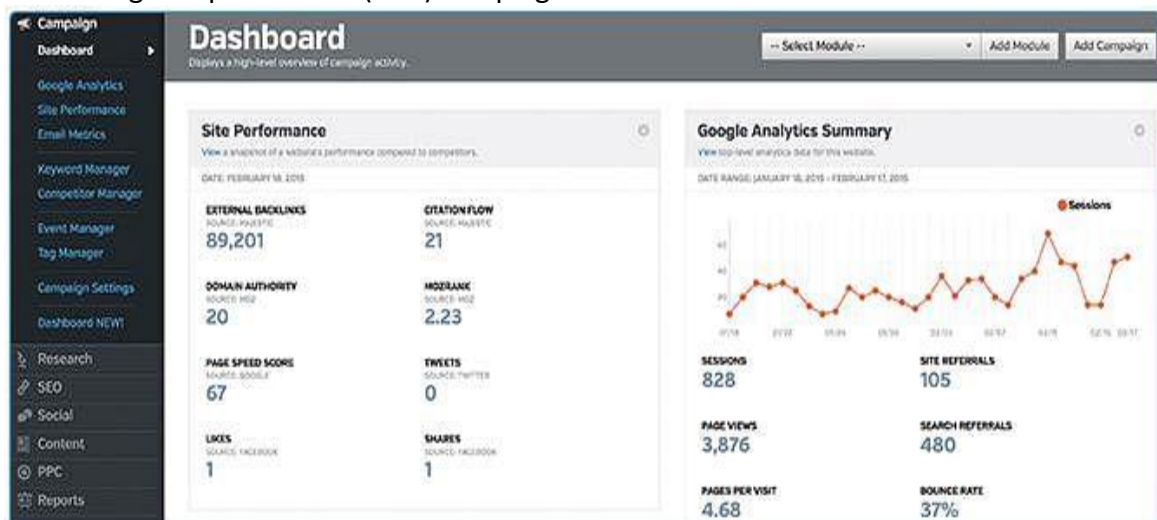 Campaign
Dashboard
Google Analytics
Site Performance
Email Metrics
Keyword Manager
Competitor Manager
Event Manager
Tag Manager
Campaign Settings
Dashboard NEW!
Research
SEO
Social
Content
PPC
Reports
Dashboard
Displays a high-level overview of campaign activity.
-- Select Module --
Add Module
Add Campaign
Site Performance
View a snapshot of a website's performance compared to competitors.
DATE: FEBRUARY 18, 2015
EXTERNAL BACKLINKS
SOURCE: MAJESTIC
89,201
CITATION FLOW
SOURCE: MAJESTIC
21
DOMAIN AUTHORITY
SOURCE: MOZ
20
MOZRANK
SOURCE: MOZ
2.23
PAGE SPEED SCORE
SOURCE: GOOGLE
67
TWEETS
SOURCE: TWITTER
0
LIKES
SOURCE: FACEBOOK
1
SHARES
SOURCE: FACEBOOK
1
Google Analytics Summary
View top-level analytics data for this website.
DATE RANGE: JANUARY 18, 2015 - FEBRUARY 17, 2015
Sessions
60
40
20
SESSIONS
828
SITE REFERRALS
105
PAGE VIEWS
3,876
SEARCH REFERRALS
480
PAGES PER VISIT
4.68
BOUNCE RATE
37%